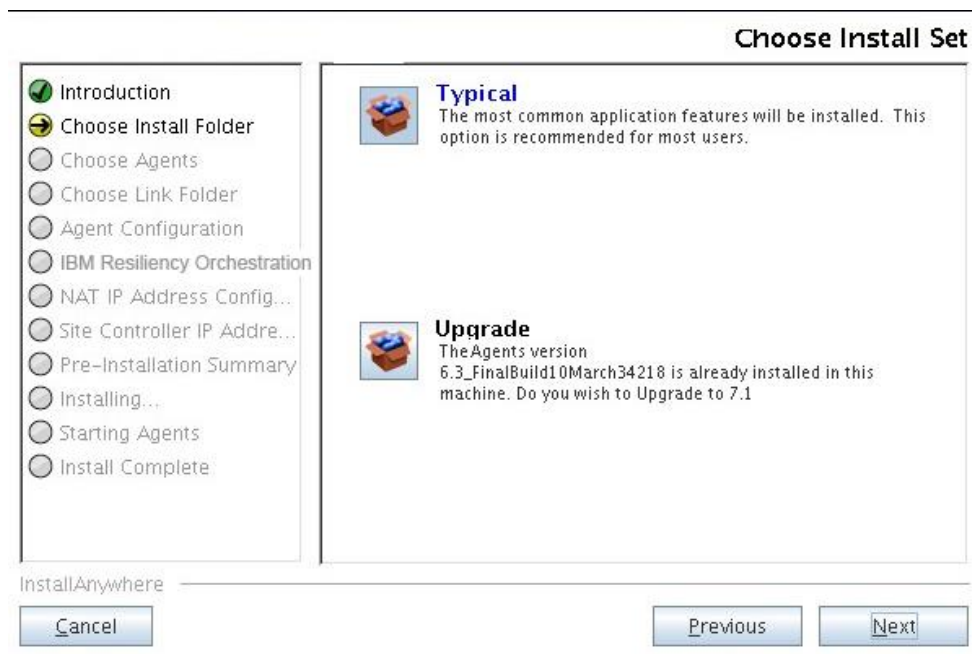 Choose Install Set
Introduction
Choose Install Folder
Choose Agents
Choose Link Folder
Agent Configuration
IBM Resiliency Orchestration
NAT IP Address Config...
Site Controller IP Addre...
Pre-Installation Summary
Installing...
Starting Agents
Install Complete
Typical
The most common application features will be installed. This
option is recommended for most users.
Upgrade
The Agents version
6.3_FinalBuild10March34218 is already installed in this
machine. Do you wish to Upgrade to 7.1
InstallAnywhere
Cancel
Previous
Next